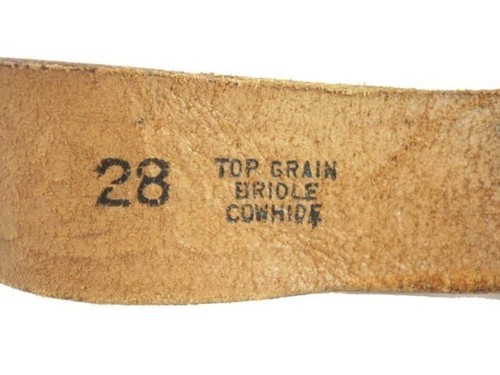 28
TOP GRAIN
BRIDLE
COWHIDE